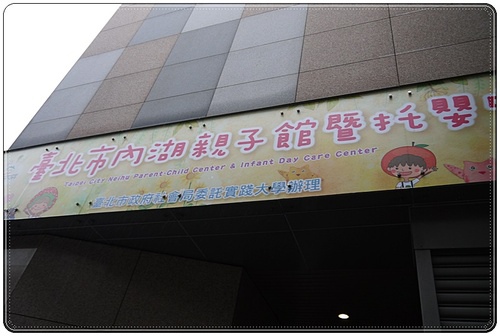 臺北市內湖親子館暨托嬰
Taipei City Neihu Parent-Child Center & Infant Day Care Center
臺北市政府社會局委託實踐大學辦理